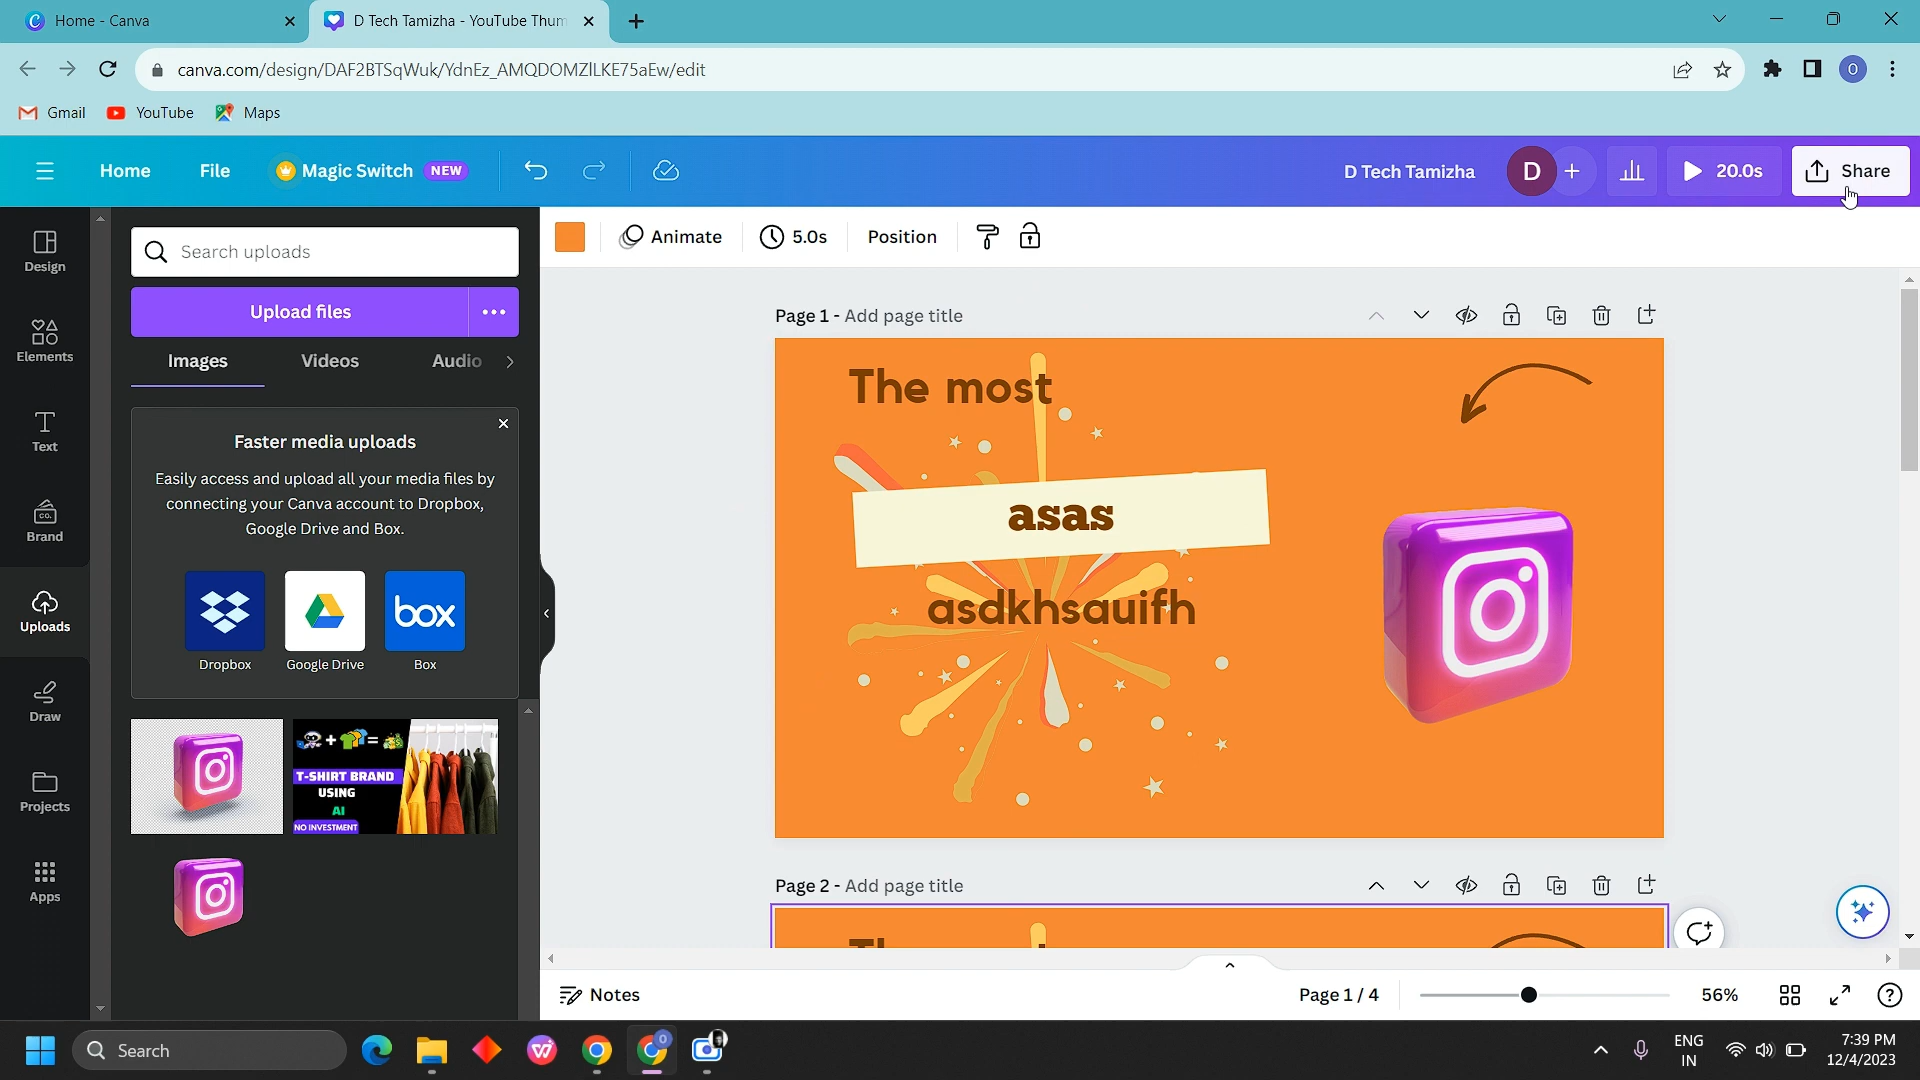 Home - Canva
D Tech Tamizha - YouTube Thum
canva.com/design/DAF2BTSqWuk/YdnEz_AMQDOMZlLKE75aEw/edit
O
Gmail
YouTube
Maps
Home
File
Magic Switch
NEW
D Tech Tamizha
D
20.0s
Share
Design
Elements
Text
Brand
Uploads
Draw
Projects
Apps
Search uploads
Upload files
Images
Videos
Audio
Faster media uploads
Easily access and upload all your media files by
connecting your Canva account to Dropbox,
Google Drive and Box.
box
Dropbox
Google Drive
Box
T-SHIRT BRAND
USING
AI
NO INVESTMENT
Animate
5.0s
Position
Page 1 - Add page title
The most
asas
asdkhsauifh
Page 2 - Add page title
Notes
Page 1 / 4
56%
Search
ENG
IN
7:39 PM
12/4/2023